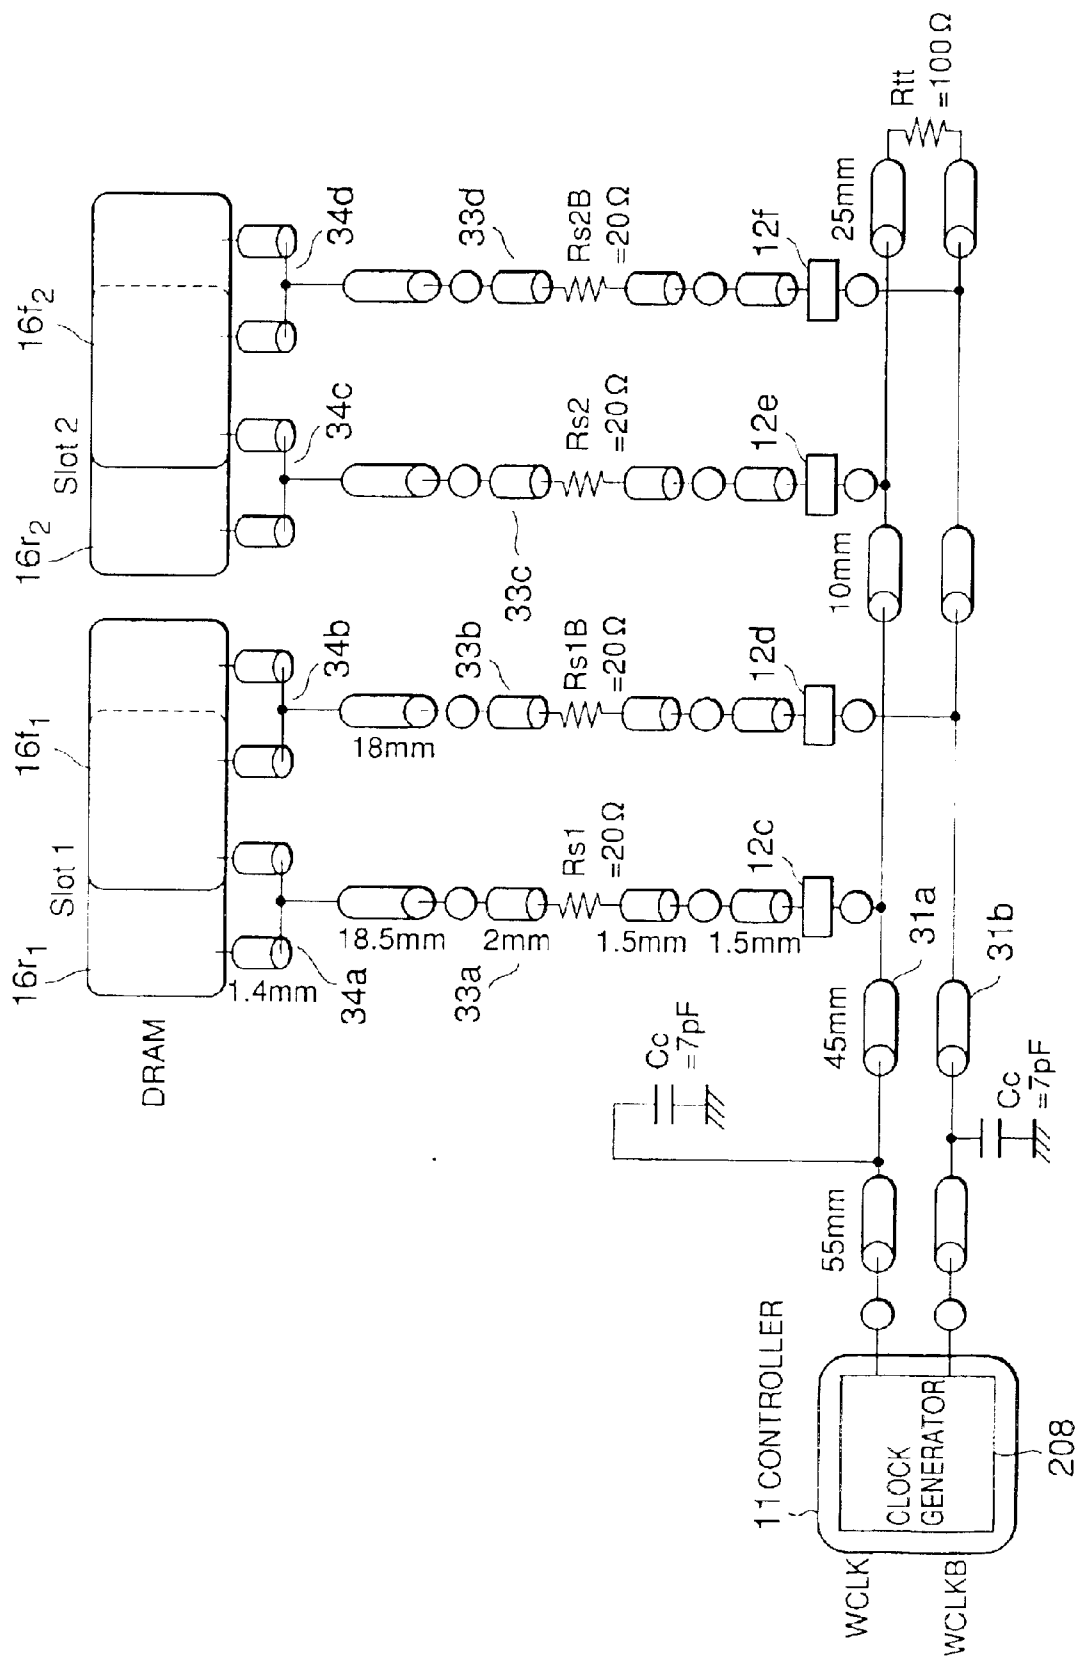 16r1
Slot 1
16f1
16r2
Slot 2
16f2
DRAM
1.4mm
34a
34b
34c
34d
18.5mm
18mm
33a
2mm
33b
33c
33d
Rs1
=20Ω
Rs1B
=20Ω
Rs2
=20Ω
Rs2B
=20Ω
1.5mm
1.5mm
12c
12d
12e
12f
Cc
=7pF
11 CONTROLLER
55mm
45mm
31a
10mm
25mm
Rtt
=100Ω
31b
Cc
=7pF
WCLK
WCLKB
CLOCK
GENERATOR
208